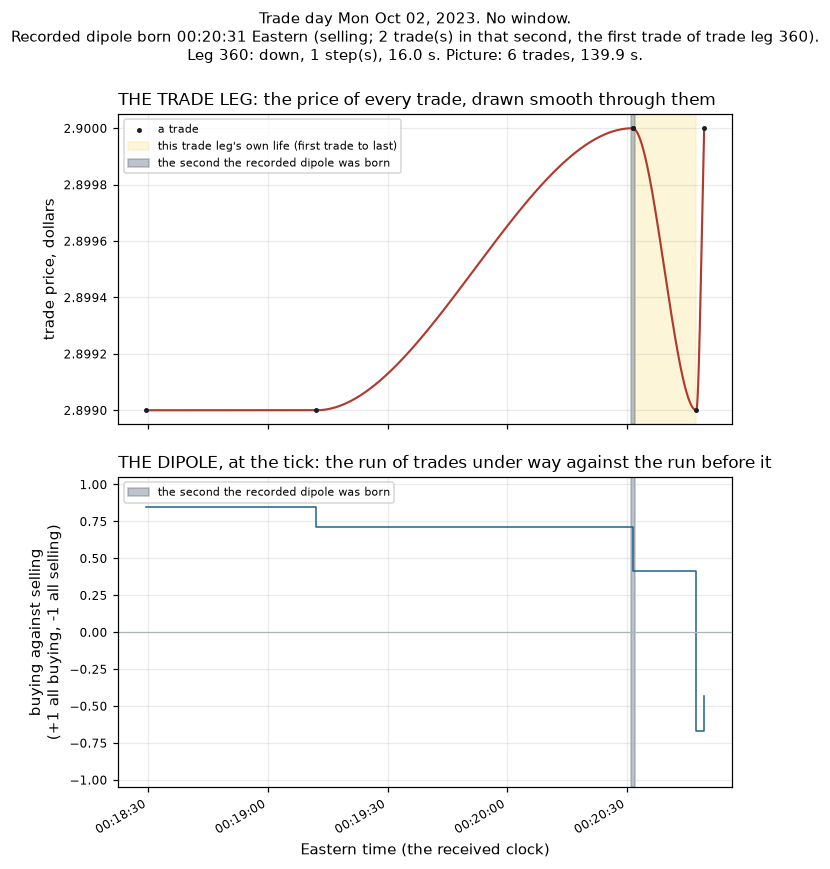 Trade day Mon Oct 02, 2023. No window.
Recorded dipole born 00:20:31 Eastern (selling; 2 trade(s) in that second, the first trade of trade leg 360).
Leg 360: down, 1 step(s), 16.0 s. Picture: 6 trades, 139.9 s.
THE TRADE LEG: the price of every trade, drawn smooth through them
a trade
this trade leg's own life (first trade to last)
the second the recorded dipole was born
2.9000
2.8998
2.8996
2.8994
2.8992
2.8990
trade price, dollars
THE DIPOLE, at the tick: the run of trades under way against the run before it
the second the recorded dipole was born
1.00
0.75
0.50
0.25
0.00
−0.25
−0.50
−0.75
−1.00
buying against selling
(+1 all buying, -1 all selling)
00:18:30
00:19:00
00:19:30
00:20:00
00:20:30
Eastern time (the received clock)